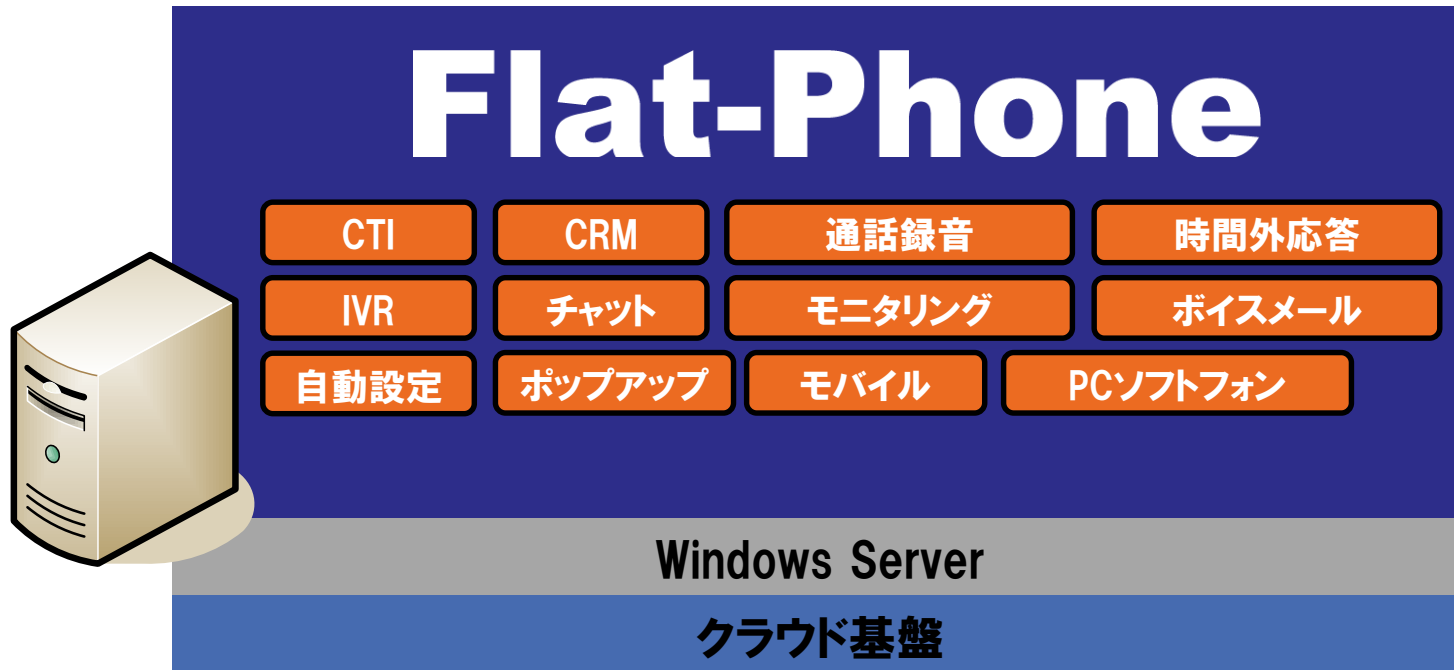 Flat-Phone
CTI CRM 通話録音 時間外応答
IVR チャット モニタリング ボイスメール
自動設定 ポップアップ モバイル PCソフトフォン
Windows Server
クラウド基盤